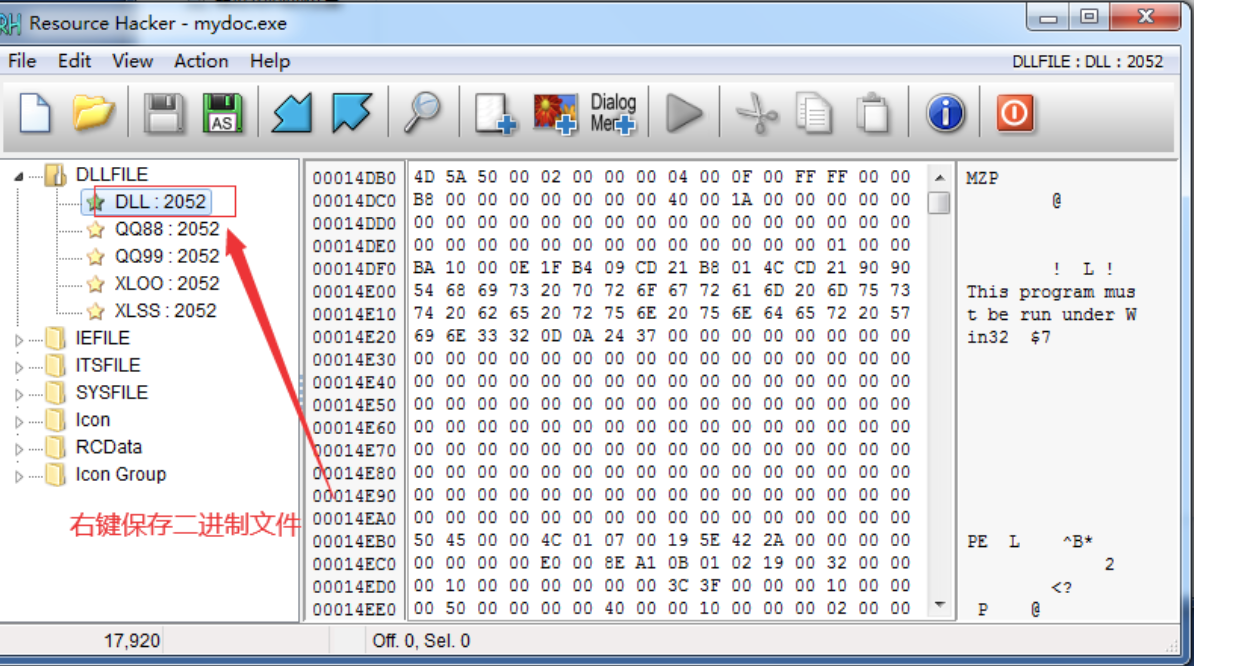 Resource Hacker - mydoc.exe
File Edit View Action Help DLLFILE : DLL : 2052
AS
Dialog
Men
DLLFILE
DLL : 2052
QQ88 : 2052
QQ99 : 2052
XLOO : 2052
XLSS : 2052
IEFILE
ITSFILE
SYSFILE
Icon
RCData
Icon Group
右键保存二进制文件
00014DB0 4D 5A 50 00 02 00 00 00 04 00 0F 00 FF FF 00 00 MZP
00014DC0 B8 00 00 00 00 00 00 00 40 00 1A 00 00 00 00 00 @
00014DD0 00 00 00 00 00 00 00 00 00 00 00 00 00 00 00 00
00014DE0 00 00 00 00 00 00 00 00 00 00 00 00 00 01 00 00
00014DF0 BA 10 00 0E 1F B4 09 CD 21 B8 01 4C CD 21 90 90 ! L !
00014E00 54 68 69 73 20 70 72 6F 67 72 61 6D 20 6D 75 73 This program mus
00014E10 74 20 62 65 20 72 75 6E 20 75 6E 64 65 72 20 57 t be run under W
00014E20 69 6E 33 32 0D 0A 24 37 00 00 00 00 00 00 00 00 in32 $7
00014E30 00 00 00 00 00 00 00 00 00 00 00 00 00 00 00 00
00014E40 00 00 00 00 00 00 00 00 00 00 00 00 00 00 00 00
00014E50 00 00 00 00 00 00 00 00 00 00 00 00 00 00 00 00
00014E60 00 00 00 00 00 00 00 00 00 00 00 00 00 00 00 00
00014E70 00 00 00 00 00 00 00 00 00 00 00 00 00 00 00 00
00014E80 00 00 00 00 00 00 00 00 00 00 00 00 00 00 00 00
00014E90 00 00 00 00 00 00 00 00 00 00 00 00 00 00 00 00
00014EA0 00 00 00 00 00 00 00 00 00 00 00 00 00 00 00 00
00014EB0 50 45 00 00 4C 01 07 00 19 5E 42 2A 00 00 00 00 PE L ^B*
00014EC0 00 00 00 00 E0 00 8E A1 0B 01 02 19 00 32 00 00 2
00014ED0 00 10 00 00 00 00 00 00 3C 3F 00 00 00 10 00 00 <?
00014EE0 00 50 00 00 00 00 40 00 00 10 00 00 00 02 00 00 P @
17,920 Off. 0, Sel. 0